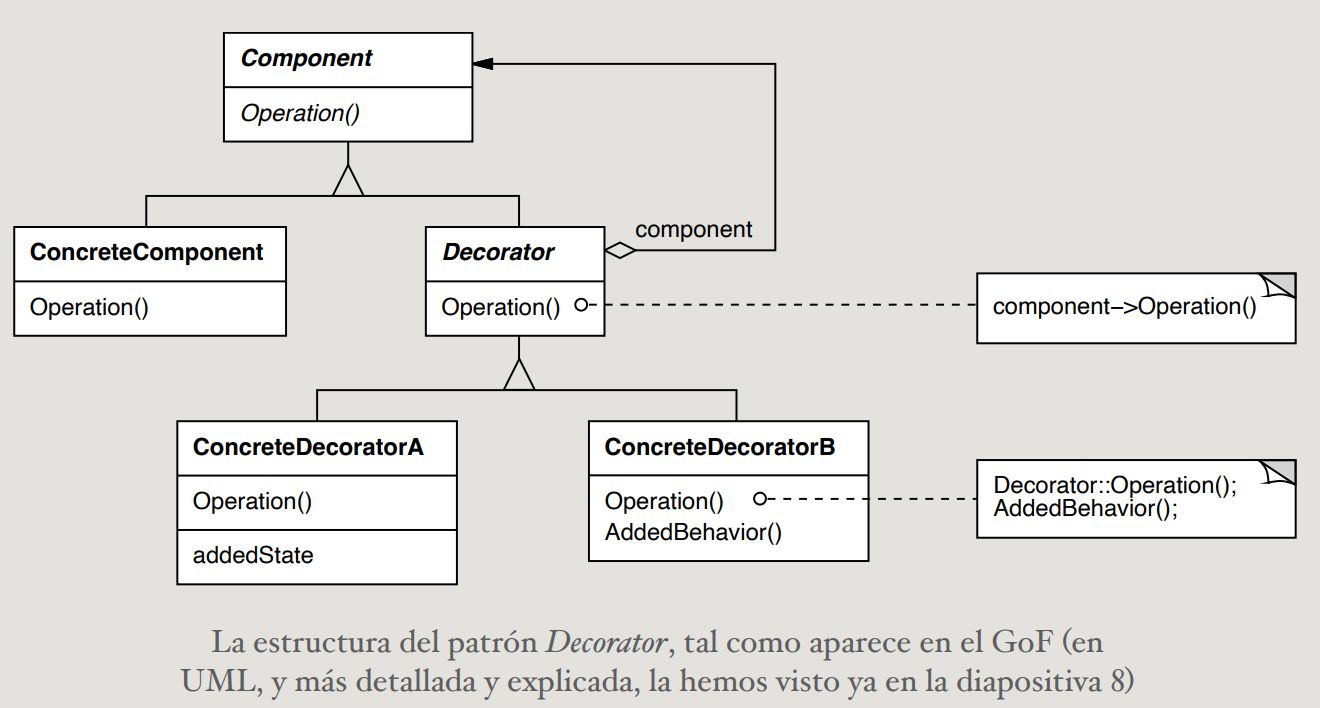 Component
Operation()
component
ConcreteComponent
Operation()
Decorator
Operation()
component–>Operation()
ConcreteDecoratorA
Operation()
addedState
ConcreteDecoratorB
Operation()
AddedBehavior()
Decorator::Operation();
AddedBehavior();
La estructura del patrón Decorator, tal como aparece en el GoF (en
UML, y más detallada y explicada, la hemos visto ya en la diapositiva 8)